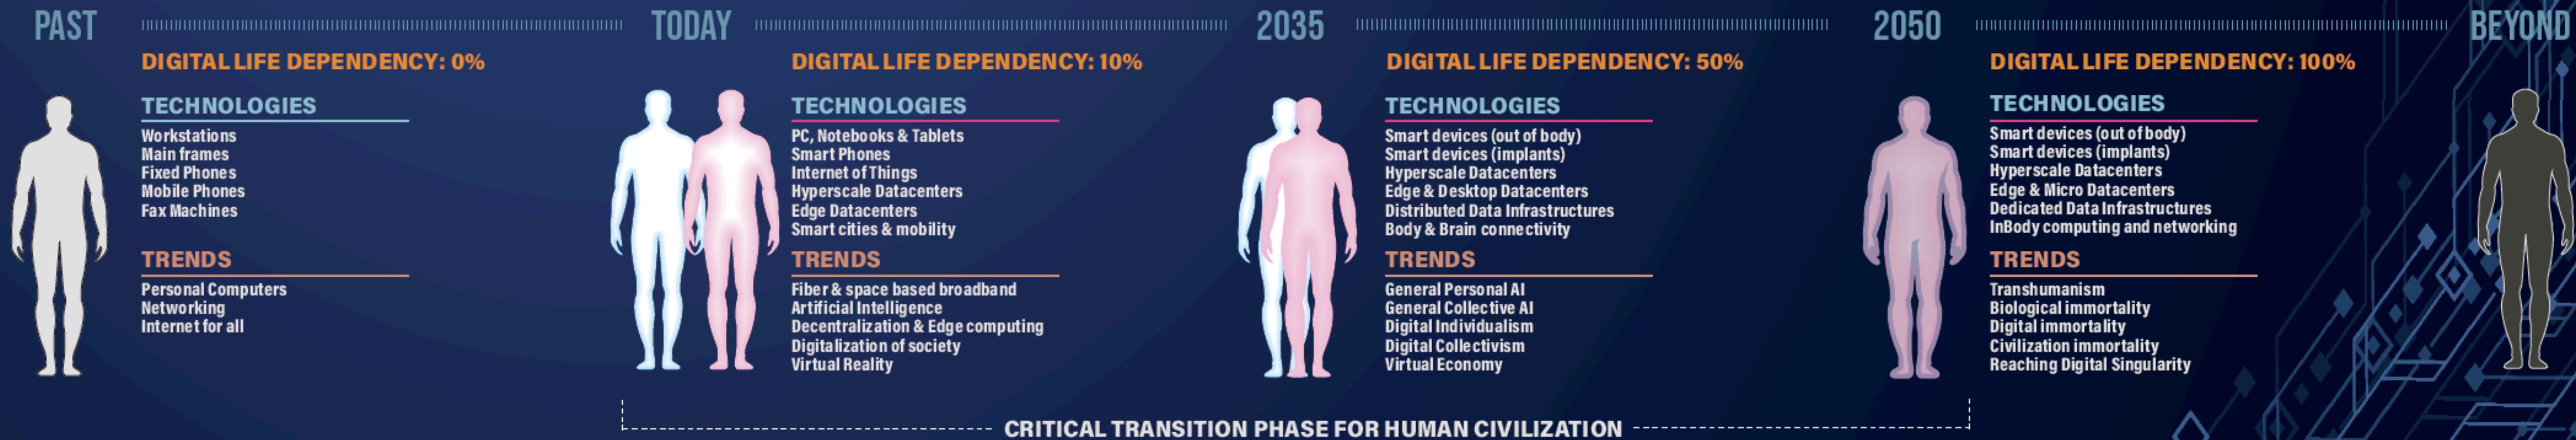 PAST
TODAY
2035
2050
BEYOND
DIGITAL LIFE DEPENDENCY: 0%
TECHNOLOGIES
Workstations
Main frames
Fixed Phones
Mobile Phones
Fax Machines
TRENDS
Personal Computers
Networking
Internet for all
DIGITAL LIFE DEPENDENCY: 10%
TECHNOLOGIES
PC, Notebooks & Tablets
Smart Phones
Internet of Things
Hyperscale Datacenters
Edge Datacenters
Smart cities & mobility
TRENDS
Fiber & space based broadband
Artificial Intelligence
Decentralization & Edge computing
Digitalization of society
Virtual Reality
DIGITAL LIFE DEPENDENCY: 50%
TECHNOLOGIES
Smart devices (out of body)
Smart devices (implants)
Hyperscale Datacenters
Edge & Desktop Datacenters
Distributed Data Infrastructures
Body & Brain connectivity
TRENDS
General Personal AI
General Collective AI
Digital Individualism
Digital Collectivism
Virtual Economy
DIGITAL LIFE DEPENDENCY: 100%
TECHNOLOGIES
Smart devices (out of body)
Smart devices (implants)
Hyperscale Datacenters
Edge & Micro Datacenters
Dedicated Data Infrastructures
InBody computing and networking
TRENDS
Transhumanism
Biological immortality
Digital immortality
Civilization immortality
Reaching Digital Singularity
CRITICAL TRANSITION PHASE FOR HUMAN CIVILIZATION